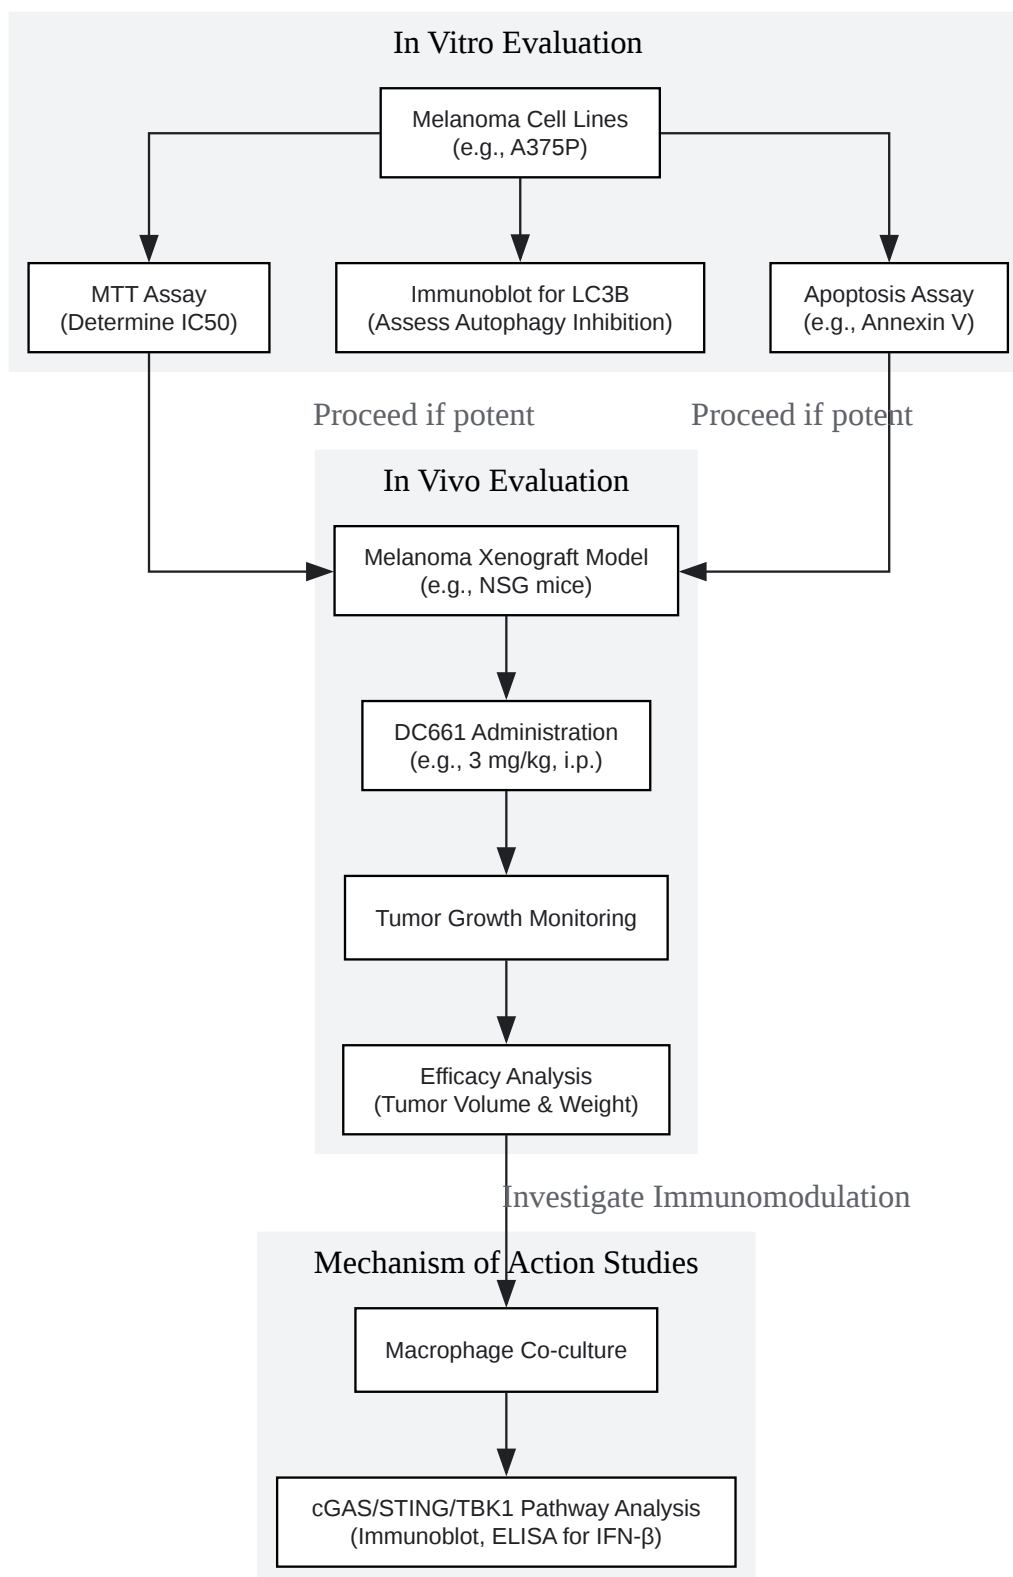 In Vitro Evaluation
Melanoma Cell Lines
(e.g., A375P)
MTT Assay
(Determine IC50)
Immunoblot for LC3B
(Assess Autophagy Inhibition)
Apoptosis Assay
(e.g., Annexin V)
Proceed if potent
Proceed if potent
In Vivo Evaluation
Melanoma Xenograft Model
(e.g., NSG mice)
DC661 Administration
(e.g., 3 mg/kg, i.p.)
Tumor Growth Monitoring
Efficacy Analysis
(Tumor Volume & Weight)
Investigate Immunomodulation
Mechanism of Action Studies
Macrophage Co-culture
cGAS/STING/TBK1 Pathway Analysis
(Immunoblot, ELISA for IFN-β)